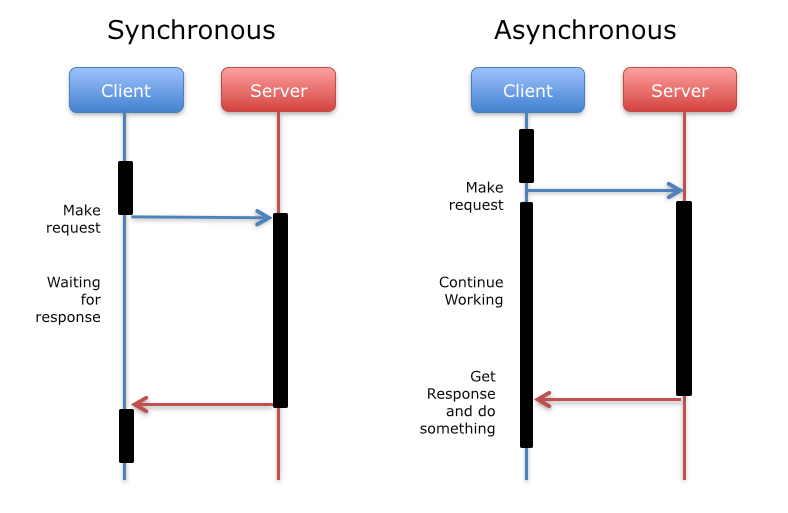 Synchronous
Client
Server
Make
request
Waiting
for
response
Asynchronous
Client
Server
Make
request
Continue
Working
Get
Response
and do
something